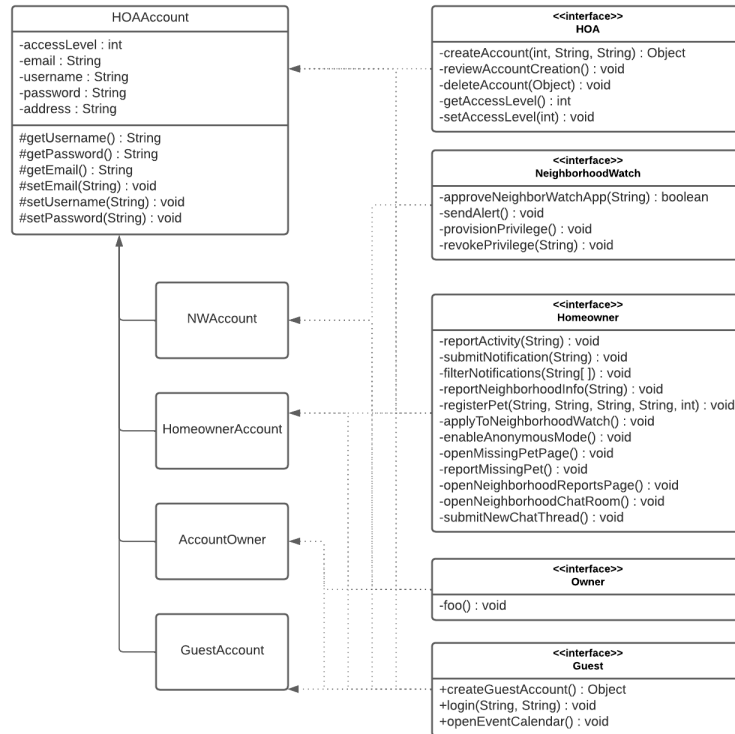 HOAAccount
-accessLevel : int
-email : String
-username : String
-password : String
-address : String
#getUsername() : String
#getPassword() : String
#getEmail() : String
#setEmail(String) : void
#setUsername(String) : void
#setPassword(String) : void
NWAccount
HomeownerAccount
AccountOwner
GuestAccount
<<interface>>
HOA
-createAccount(int, String, String) : Object
-reviewAccountCreation() : void
-deleteAccount(Object) : void
-getAccessLevel() : int
-setAccessLevel(int) : void
<<interface>>
NeighborhoodWatch
-approveNeighborWatchApp(String) : boolean
-sendAlert() : void
-provisionPrivilege() : void
-revokePrivilege(String) : void
<<interface>>
Homeowner
-reportActivity(String) : void
-submitNotification(String) : void
-filterNotifications(String[ ]) : void
-reportNeighborhoodInfo(String) : void
-registerPet(String, String, String, String, int) : void
-applyToNeighborhoodWatch() : void
-enableAnonymousMode() : void
-openMissingPetPage() : void
-reportMissingPet() : void
-openNeighborhoodReportsPage() : void
-openNeighborhoodChatRoom() : void
-submitNewChatThread() : void
<<interface>>
Owner
-foo() : void
<<interface>>
Guest
+createGuestAccount() : Object
+login(String, String) : void
+openEventCalendar() : void